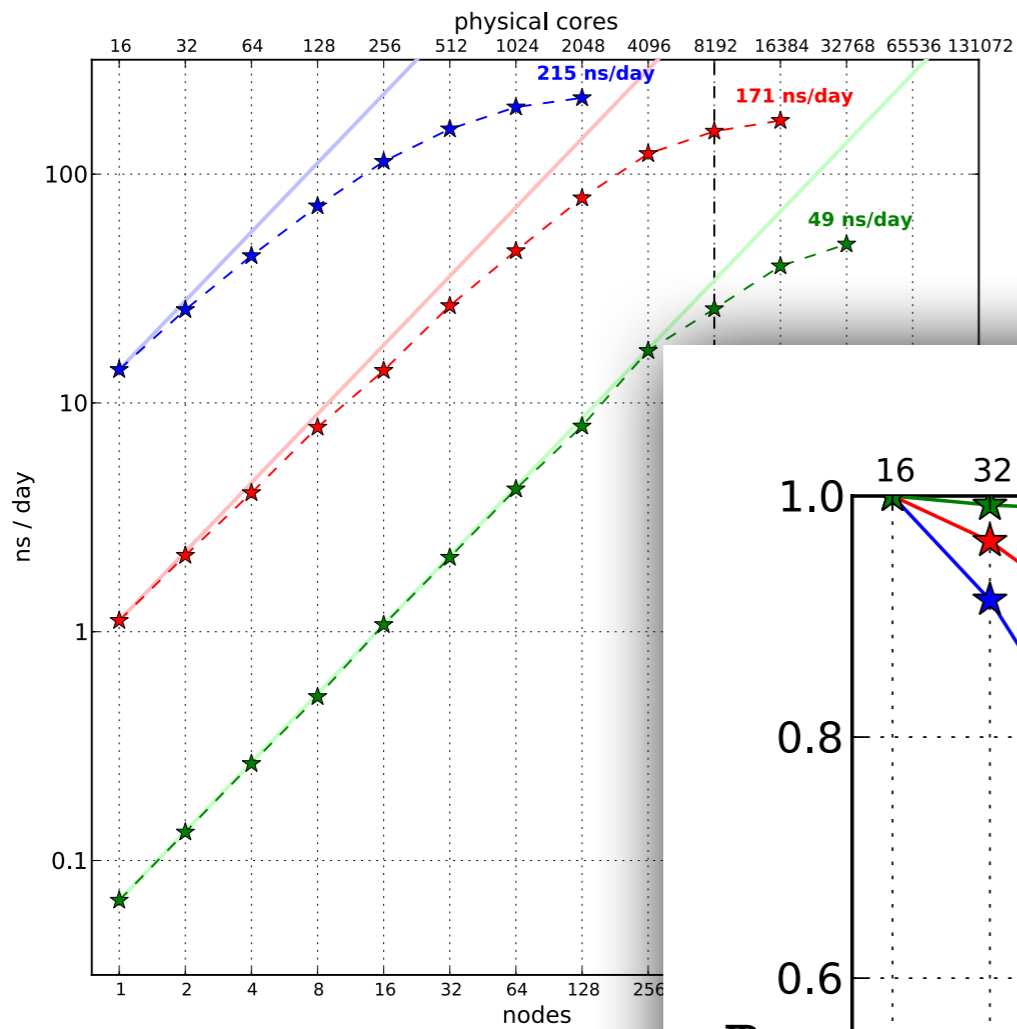 physical cores
16 32 64 128 256 512 1024 2048 4096 8192 16384 32768 65536 131072
215 ns/day
171 ns/day
100
49 ns/day
10
ns / day
1
0.1
1 2 4 8 16 32 64 128 256
nodes
16 32
1.0
0.8
0.6